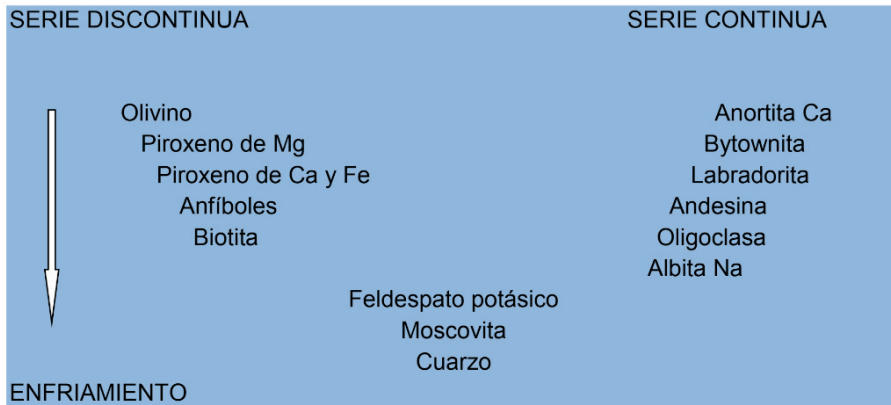 SERIE DISCONTINUA SERIE CONTINUA
Olivino Anortita Ca
Piroxeno de Mg Bytownita
Piroxeno de Ca y Fe Labradorita
Anfíboles Andesina
Biotita Oligoclasa
Albita Na
Feldespato potásico
Moscovita
Cuarzo
ENFRIAMIENTO